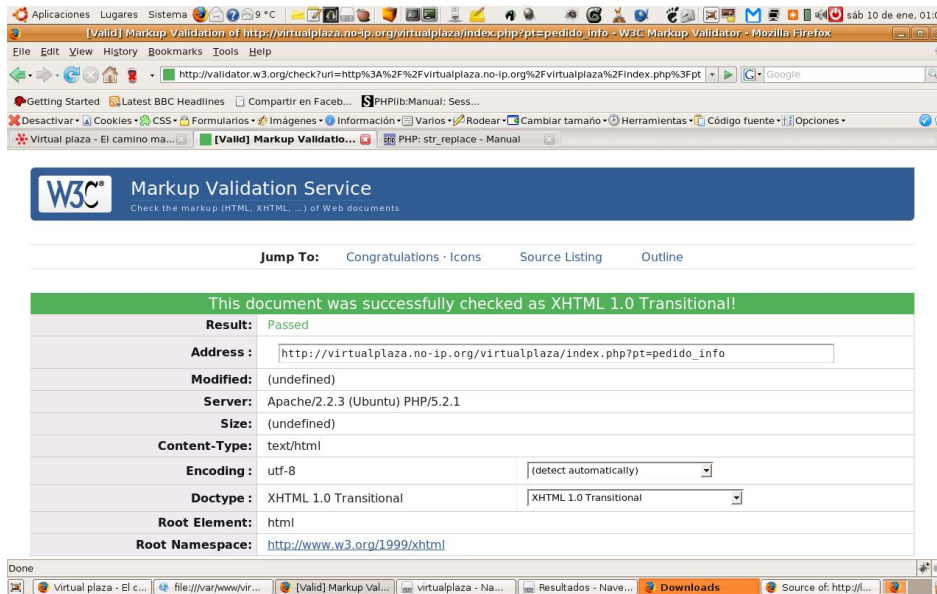 Aplicaciones Lugares Sistema 9 °C sáb 10 de ene, 01:0
[Valid] Markup Validation of http://virtualplaza.no-ip.org/virtualplaza/index.php?pt=pedido_info - W3C Markup Validator - Mozilla Firefox
File Edit View History Bookmarks Tools Help
http://validator.w3.org/check?uri=http%3A%2F%2Fvirtualplaza.no-ip.org%2Fvirtualplaza%2Findex.php%3Fpt G Google
Getting Started Latest BBC Headlines Compartir en Faceb... PHPlib:Manual: Sess...
Desactivar Cookies CSS Formularios Imágenes Información Varios Rodear Cambiar tamaño Herramientas Código fuente Opciones
Virtual plaza - El camino ma... [Valid] Markup Validatio... php PHP: str_replace - Manual
W3C® Markup Validation Service
Check the markup (HTML, XHTML, ...) of Web documents
Jump To: Congratulations · Icons Source Listing Outline
This document was successfully checked as XHTML 1.0 Transitional!
Result: Passed
Address : http://virtualplaza.no-ip.org/virtualplaza/index.php?pt=pedido_info
Modified: (undefined)
Server: Apache/2.2.3 (Ubuntu) PHP/5.2.1
Size: (undefined)
Content-Type: text/html
Encoding : utf-8 (detect automatically)
Doctype : XHTML 1.0 Transitional XHTML 1.0 Transitional
Root Element: html
Root Namespace: http://www.w3.org/1999/xhtml
Done
Virtual plaza - El c... file:///var/www/vir... [Valid] Markup Val... virtualplaza - Na... Resultados - Nave... Downloads Source of: http://l...